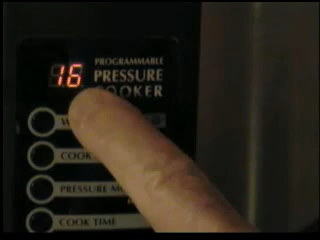 16
PROGRAMMABLE
PRESSURE
COOKER
COOK
PRESSURE
COOK TIME